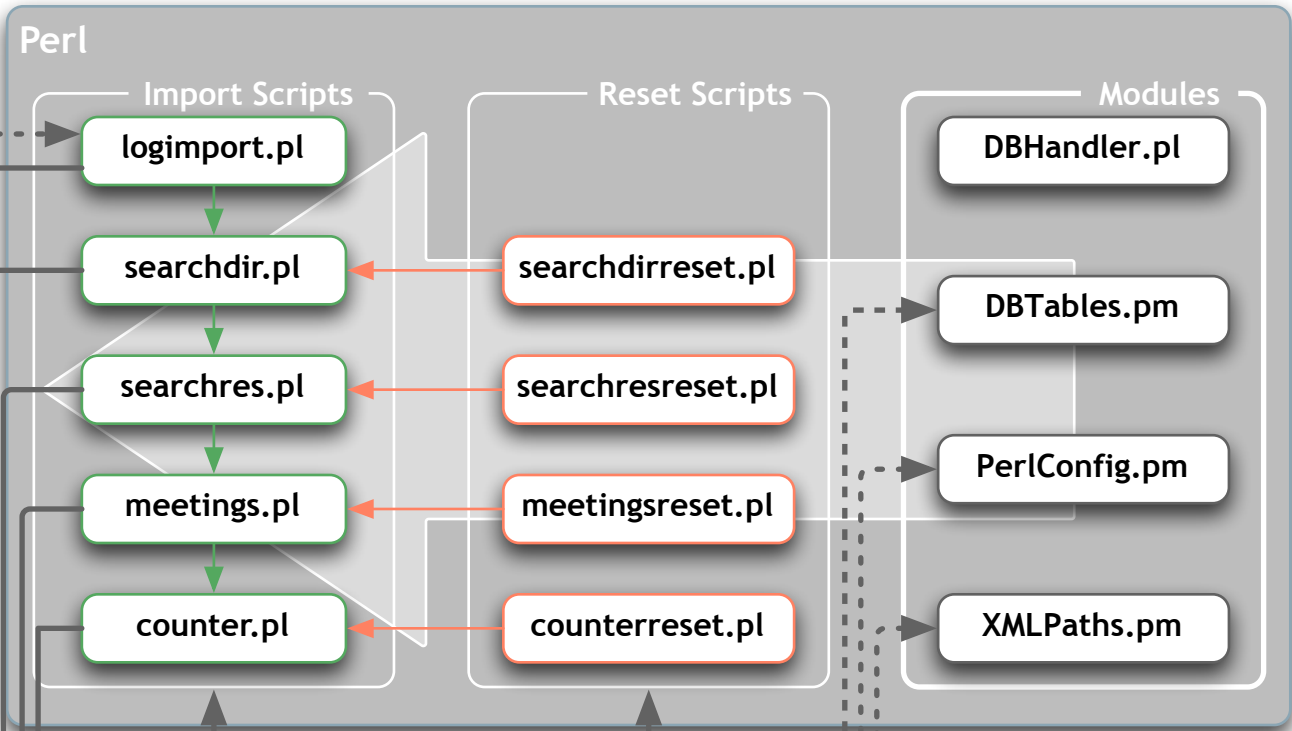 Perl
Import Scripts
logimport.pl
searchdir.pl
searchres.pl
meetings.pl
counter.pl
Reset Scripts
searchdirreset.pl
searchresreset.pl
meetingsreset.pl
counterreset.pl
Modules
DBHandler.pl
DBTables.pm
PerlConfig.pm
XMLPaths.pm